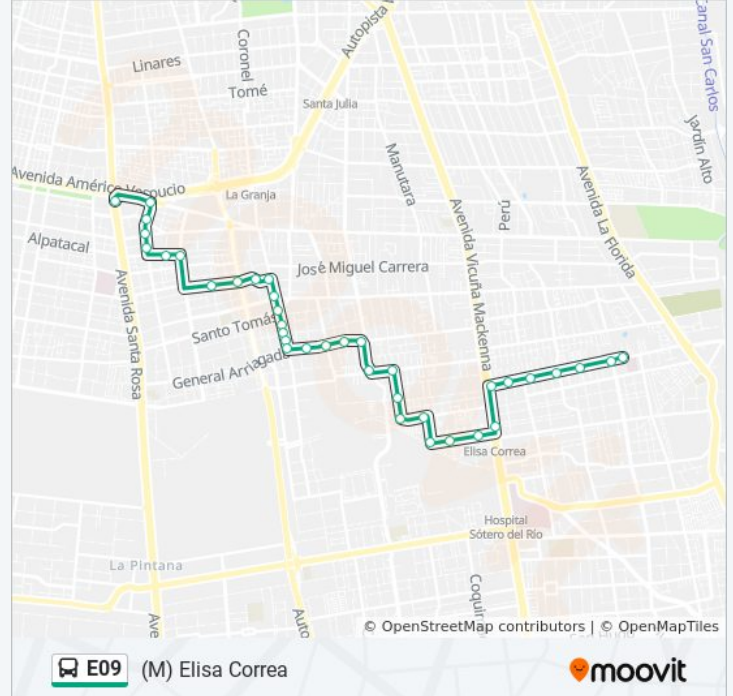 Canal San Carlos
Autopista
Coronel
Tomé
Linares
Santa Julia
Jardín Alto
Manutara
Avenida Américo Vespucio
La Granja
Perú
Avenida La Florida
Avenida Vicuña Mackenna
Alpatacal
José Miguel Carrera
Avenida Santa Rosa
Santo Tomás
General Arriagada
Elisa Correa
Hospital
Sótero del Río
La Pintana
Coquim
Ave
Auto
© OpenStreetMap contributors | © OpenMapTiles
E09 (M) Elisa Correa
moovit